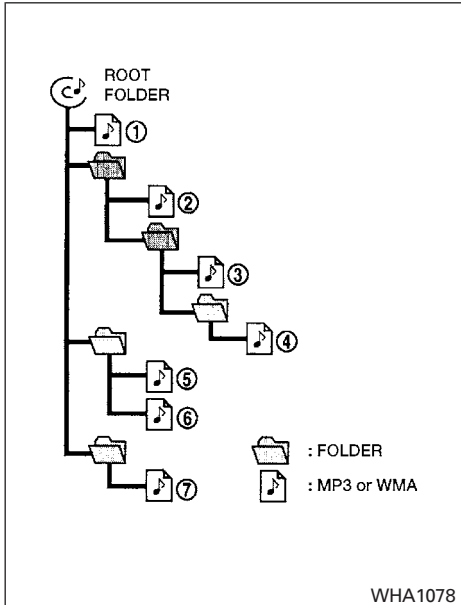 ROOT
FOLDER
①
②
③
④
⑤
⑥
⑦
: FOLDER
: MP3 or WMA
WHA1078